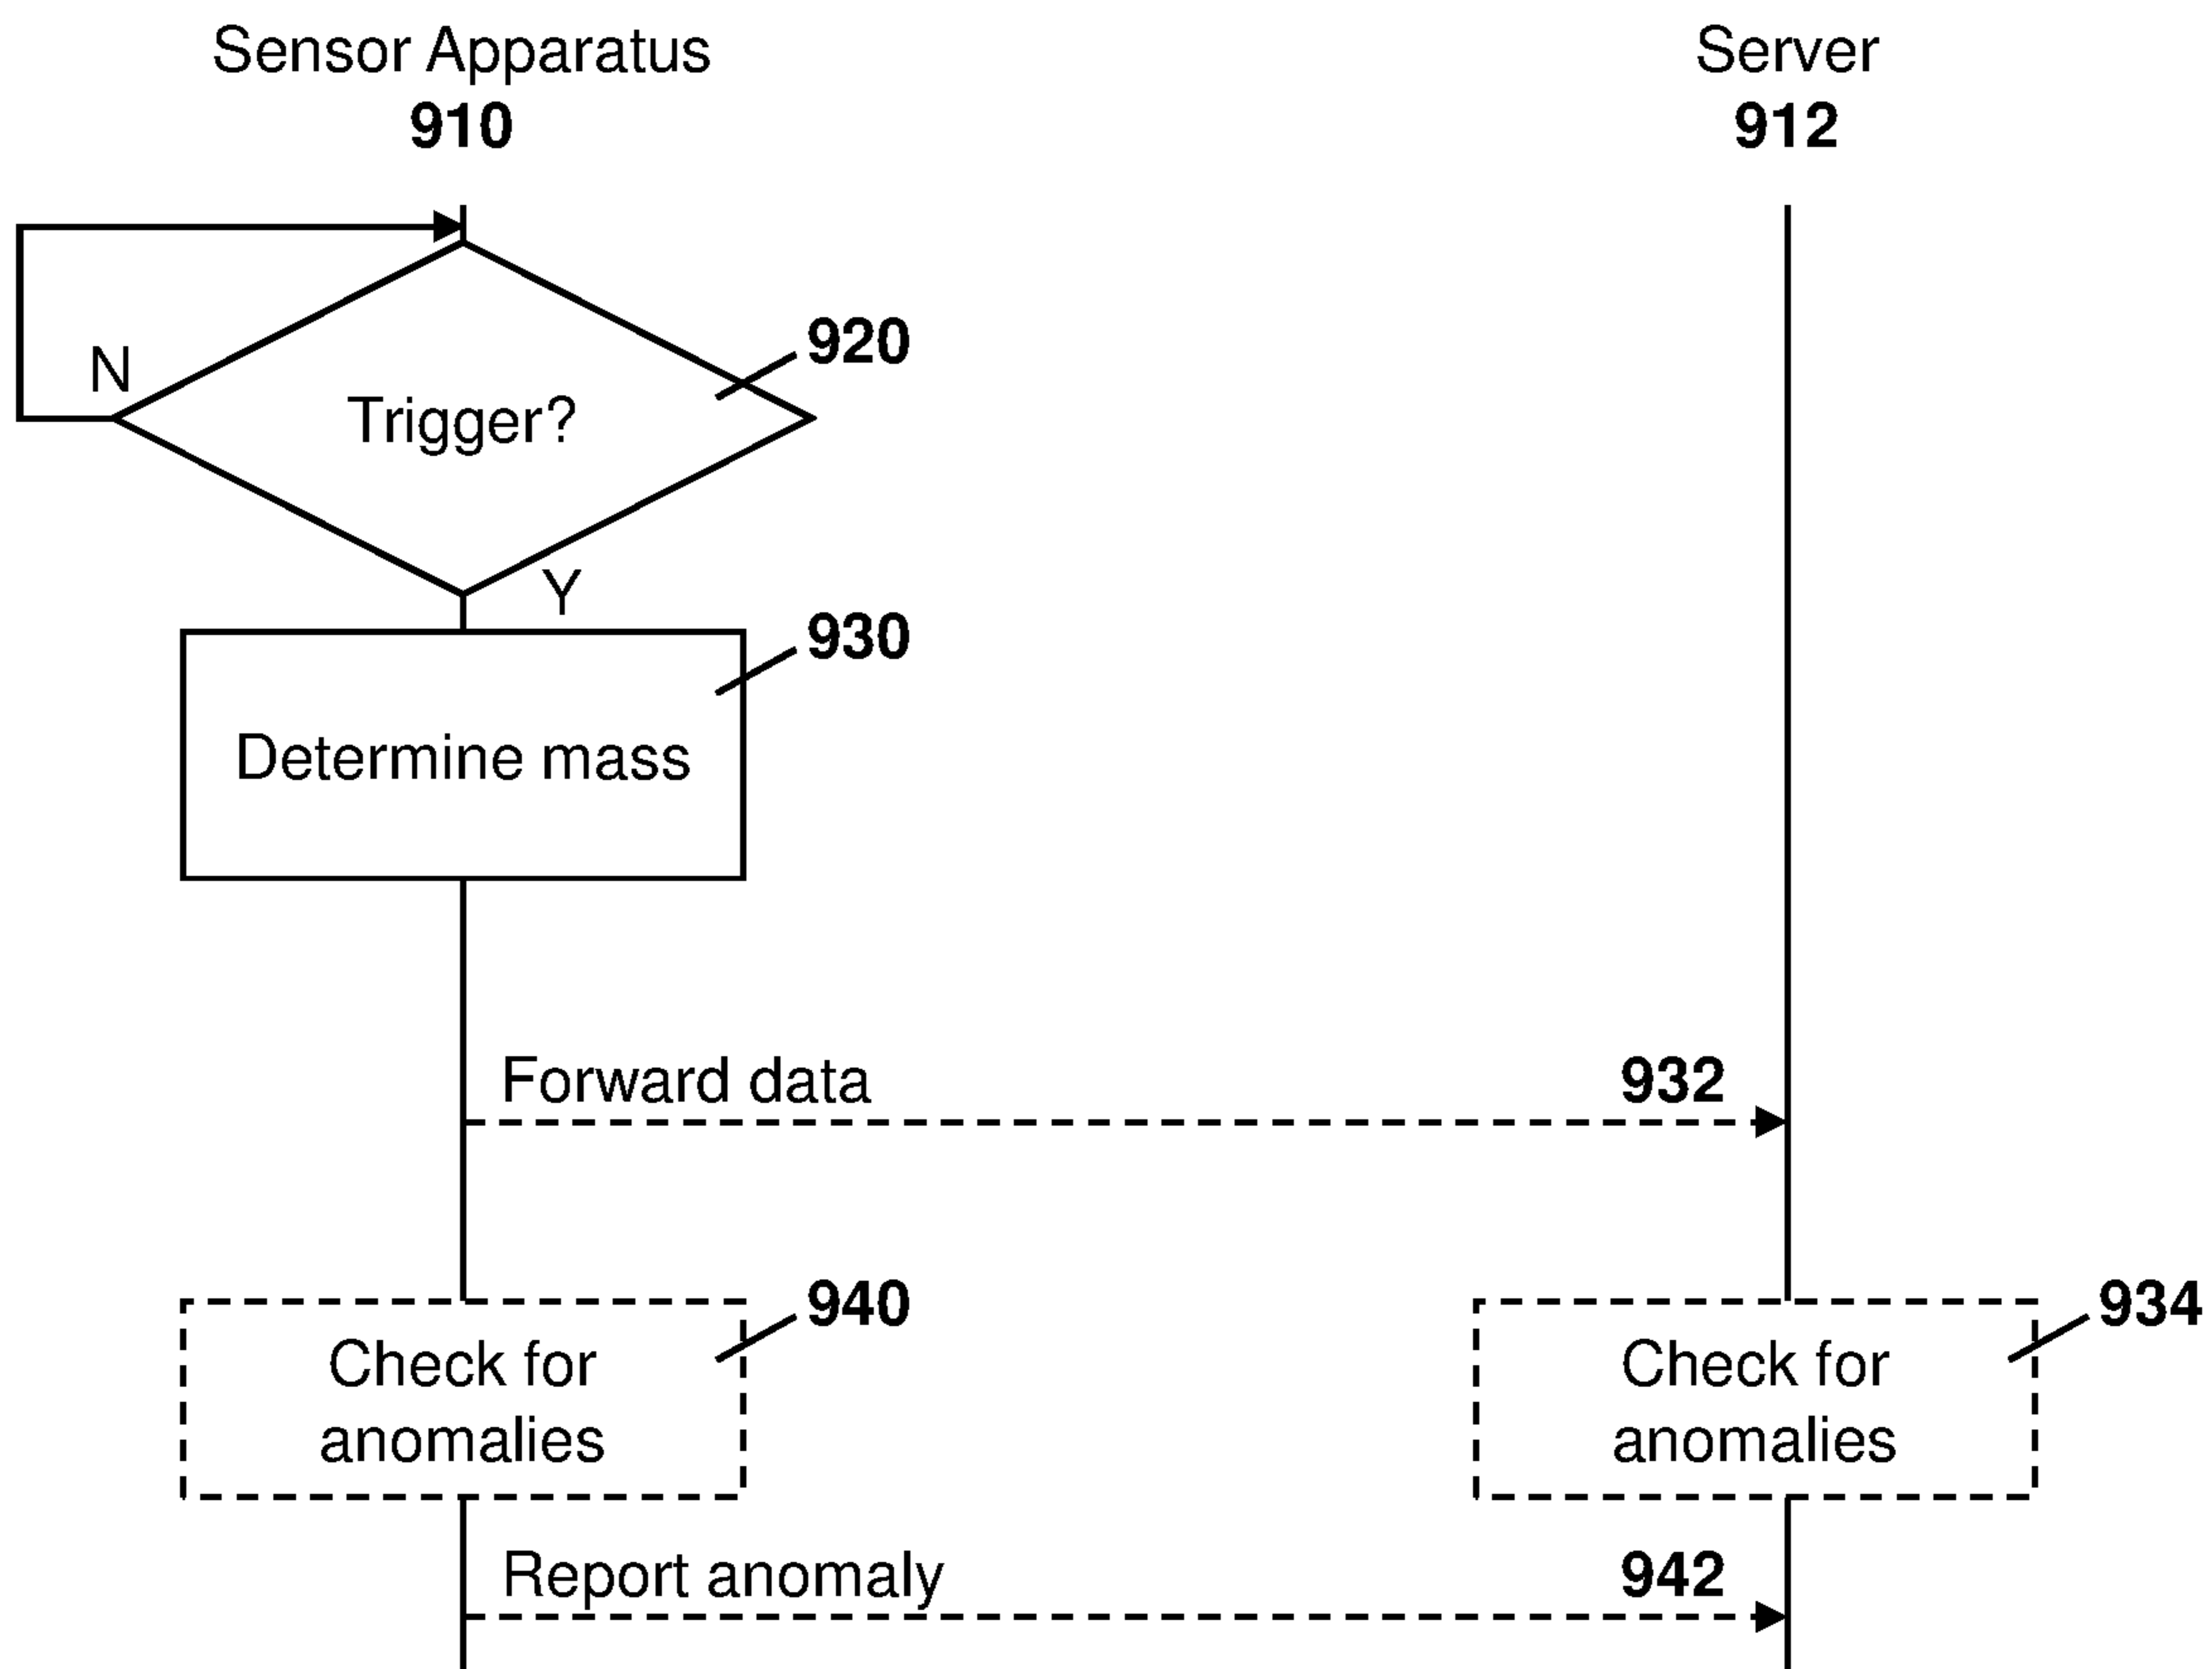 Sensor Apparatus
910
Server
912
920
N
Trigger?
Y
930
Determine mass
Forward data
932
940
934
Check for
anomalies
Check for
anomalies
Report anomaly
942